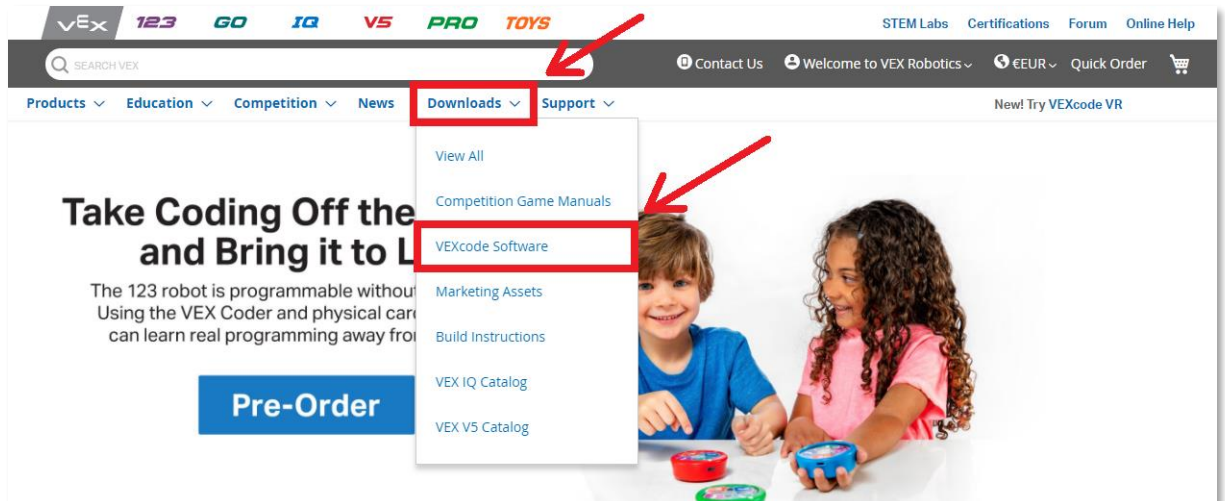 VEX 123 GO IQ V5 PRO TOYS STEM Labs Certifications Forum Online Help
SEARCH VEX Contact Us Welcome to VEX Robotics €EUR Quick Order
Products Education Competition News Downloads Support New! Try VEXcode VR
View All
Competition Game Manuals
VEXcode Software
Marketing Assets
Build Instructions
VEX IQ Catalog
VEX V5 Catalog
Take Coding Off the
and Bring it to L
The 123 robot is programmable without
Using the VEX Coder and physical car
can learn real programming away fro
Pre-Order